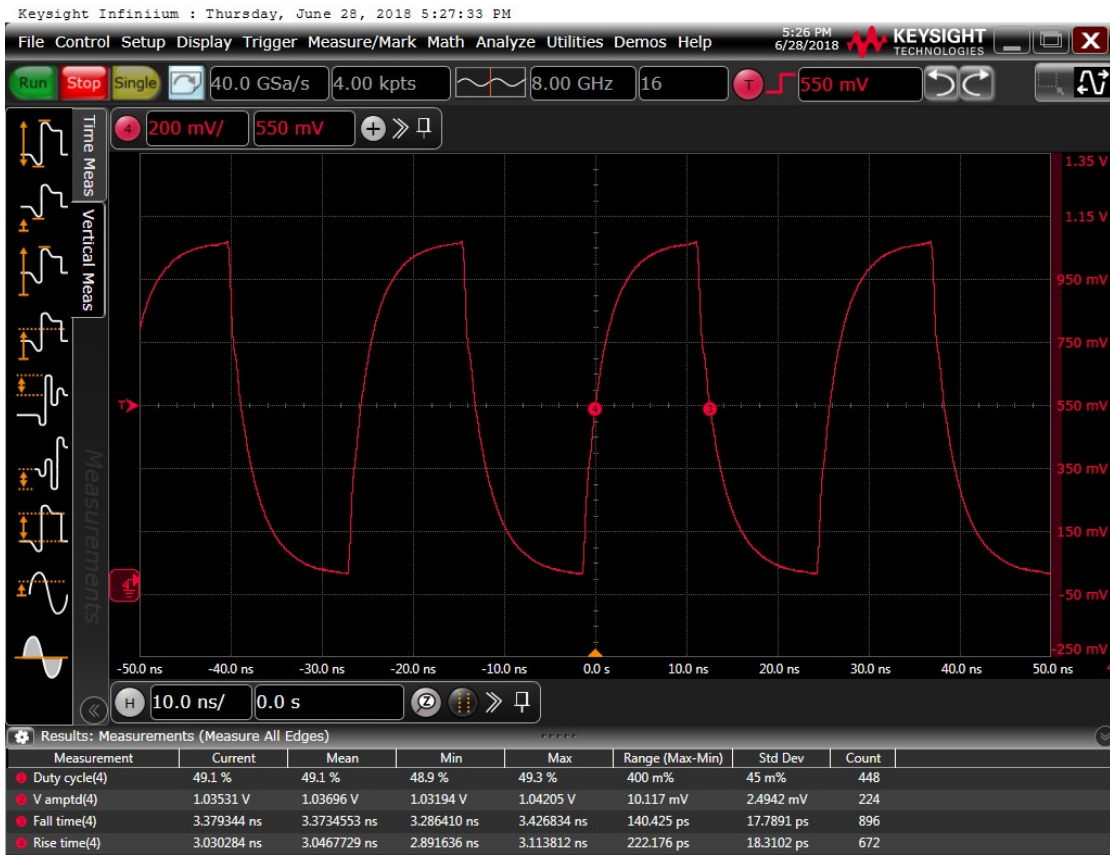 Keysight Infiniium : Thursday, June 28, 2018 5:27:33 PM
File Control Setup Display Trigger Measure/Mark Math Analyze Utilities Demos Help 5:26 PM 6/28/2018 KEYSIGHT TECHNOLOGIES X
Run Stop Single 40.0 GSa/s 4.00 kpts 8.00 GHz 16 T 550 mV
4 200 mV/ 550 mV +
Time Meas
Vertical Meas
Measurements
1.35 V
1.15 V
950 mV
750 mV
T 4 3 550 mV
350 mV
150 mV
-50 mV
-250 mV
-50.0 ns -40.0 ns -30.0 ns -20.0 ns -10.0 ns 0.0 s 10.0 ns 20.0 ns 30.0 ns 40.0 ns 50.0 ns
H 10.0 ns/ 0.0 s Z
Results: Measurements (Measure All Edges)
Measurement Current Mean Min Max Range (Max-Min) Std Dev Count
1 Duty cycle(4) 49.1 % 49.1 % 48.9 % 49.3 % 400 m% 45 m% 448
2 V amptd(4) 1.03531 V 1.03696 V 1.03194 V 1.04205 V 10.117 mV 2.4942 mV 224
3 Fall time(4) 3.379344 ns 3.3734553 ns 3.286410 ns 3.426834 ns 140.425 ps 17.7891 ps 896
4 Rise time(4) 3.030284 ns 3.0467729 ns 2.891636 ns 3.113812 ns 222.176 ps 18.3102 ps 672